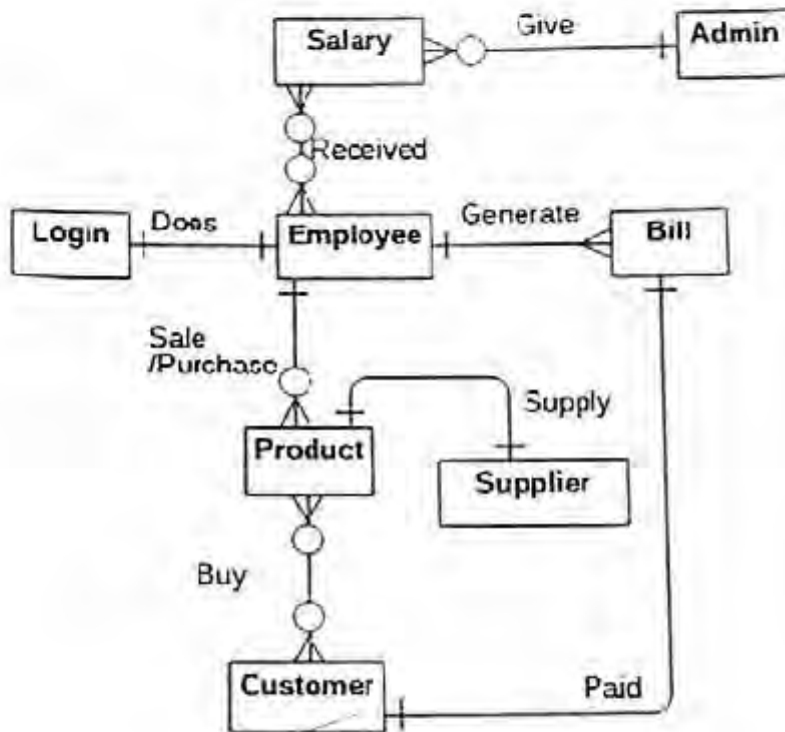 Salary
Give
Admin
Received
Login
Does
Employee
Generate
Bill
Sale
/Purchase
Supply
Product
Supplier
Buy
Customer
Paid